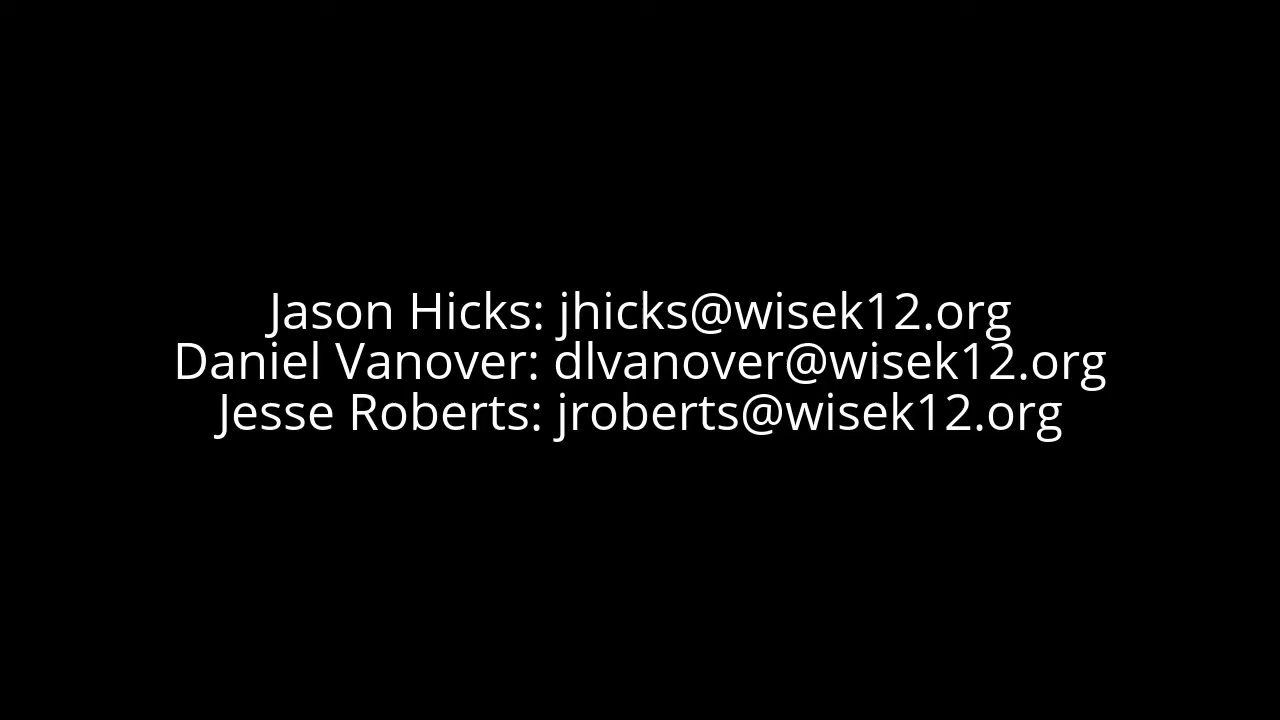 Jason Hicks: jhicks@wisek12.org
Daniel Vanover: dlvanover@wisek12.org
Jesse Roberts: jroberts@wisek12.org